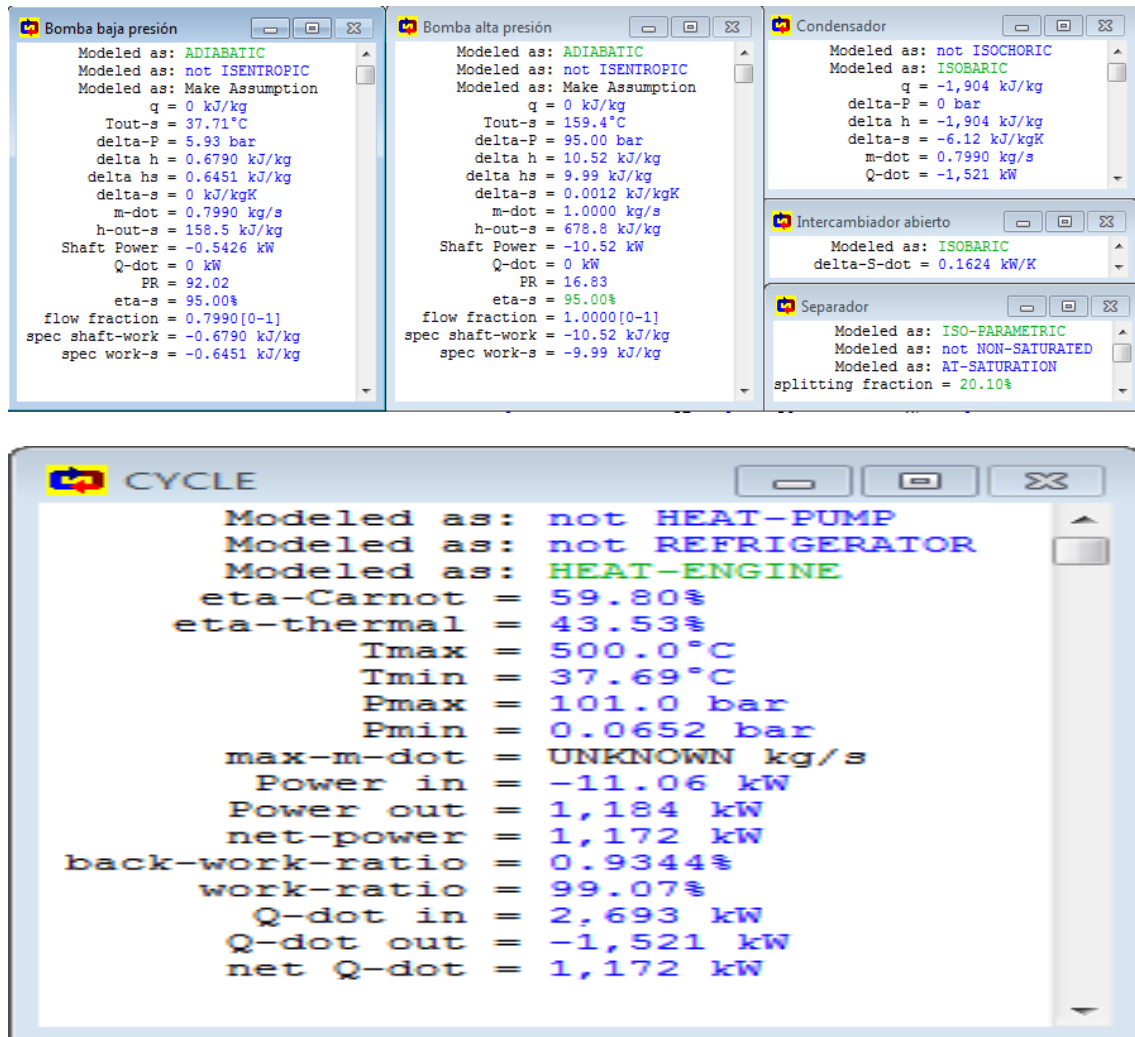 Bomba baja presión
Modeled as: ADIABATIC
Modeled as: not ISENTROPIC
Modeled as: Make Assumption
q = 0 kJ/kg
Tout-s = 37.71°C
delta-P = 5.93 bar
delta h = 0.6790 kJ/kg
delta hs = 0.6451 kJ/kg
delta-s = 0 kJ/kgK
m-dot = 0.7990 kg/s
h-out-s = 158.5 kJ/kg
Shaft Power = -0.5426 kW
Q-dot = 0 kW
PR = 92.02
eta-s = 95.00%
flow fraction = 0.7990[0-1]
spec shaft-work = -0.6790 kJ/kg
spec work-s = -0.6451 kJ/kg
Bomba alta presión
Modeled as: ADIABATIC
Modeled as: not ISENTROPIC
Modeled as: Make Assumption
q = 0 kJ/kg
Tout-s = 159.4°C
delta-P = 95.00 bar
delta h = 10.52 kJ/kg
delta hs = 9.99 kJ/kg
delta-s = 0.0012 kJ/kgK
m-dot = 1.0000 kg/s
h-out-s = 678.8 kJ/kg
Shaft Power = -10.52 kW
Q-dot = 0 kW
PR = 16.83
eta-s = 95.00%
flow fraction = 1.0000[0-1]
spec shaft-work = -10.52 kJ/kg
spec work-s = -9.99 kJ/kg
Condensador
Modeled as: not ISOCHORIC
Modeled as: ISOBARIC
q = -1,904 kJ/kg
delta-P = 0 bar
delta h = -1,904 kJ/kg
delta-s = -6.12 kJ/kgK
m-dot = 0.7990 kg/s
Q-dot = -1,521 kW
Intercambiador abierto
Modeled as: ISOBARIC
delta-S-dot = 0.1624 kW/K
Separador
Modeled as: ISO-PARAMETRIC
Modeled as: not NON-SATURATED
Modeled as: AT-SATURATION
splitting fraction = 20.10%
CYCLE
Modeled as: not HEAT-PUMP
Modeled as: not REFRIGERATOR
Modeled as: HEAT-ENGINE
eta-Carnot = 59.80%
eta-thermal = 43.53%
Tmax = 500.0°C
Tmin = 37.69°C
Pmax = 101.0 bar
Pmin = 0.0652 bar
max-m-dot = UNKNOWN kg/s
Power in = -11.06 kW
Power out = 1,184 kW
net-power = 1,172 kW
back-work-ratio = 0.9344%
work-ratio = 99.07%
Q-dot in = 2,693 kW
Q-dot out = -1,521 kW
net Q-dot = 1,172 kW